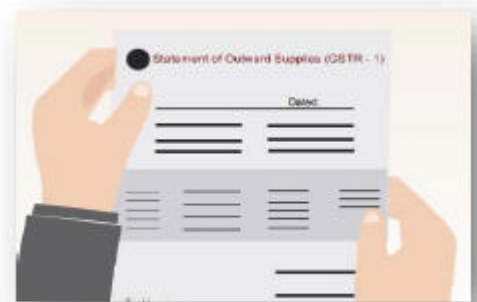 Statement of Outward Supplies (GSTR - 1)
Dated: